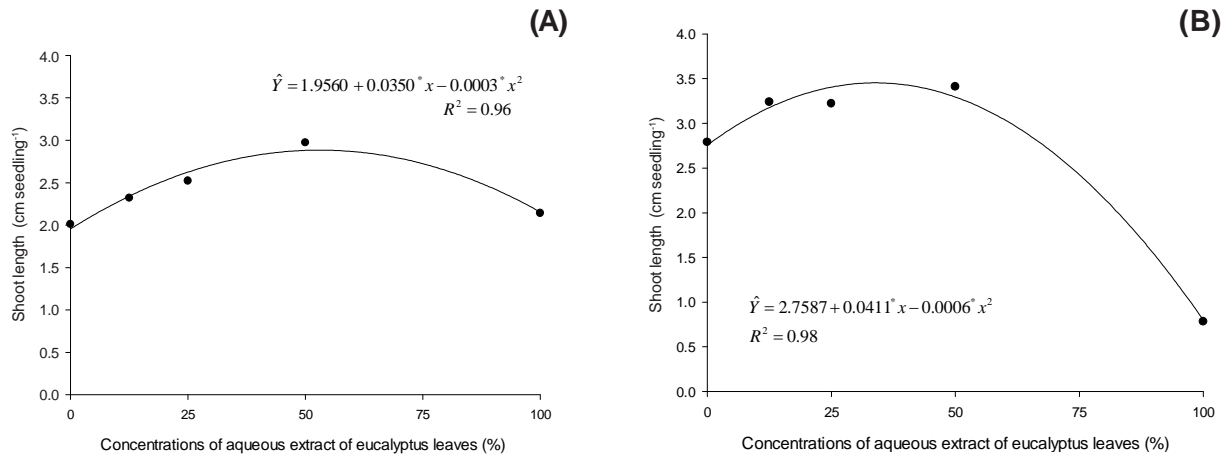 (A)
Ŷ = 1.9560 + 0.0350* x − 0.0003* x²
R² = 0.96
4.0
3.5
3.0
2.5
2.0
1.5
1.0
0.5
0.0
Shoot length (cm seedling⁻¹)
0 25 50 75 100
Concentrations of aqueous extract of eucalyptus leaves (%)
(B)
4.0
3.5
3.0
2.5
2.0
1.5
1.0
0.5
0.0
Shoot length (cm seedling⁻¹)
Ŷ = 2.7587 + 0.0411* x − 0.0006* x²
R² = 0.98
0 25 50 75 100
Concentrations of aqueous extract of eucalyptus leaves (%)